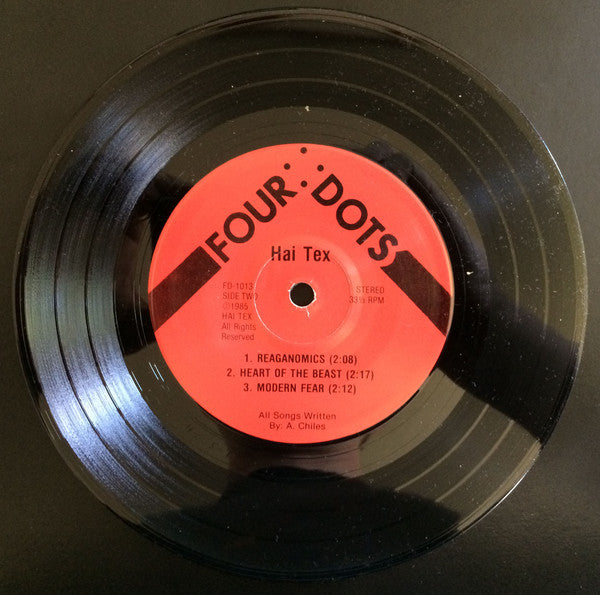 FOUR DOTS
Hai Tex
FD-1013
SIDE TWO
℗1985
HAI TEX
All Rights
Reserved
STEREO
33⅓ RPM
1. REAGANOMICS (2:08)
2. HEART OF THE BEAST (2:17)
3. MODERN FEAR (2:12)
All Songs Written
By: A. Chiles